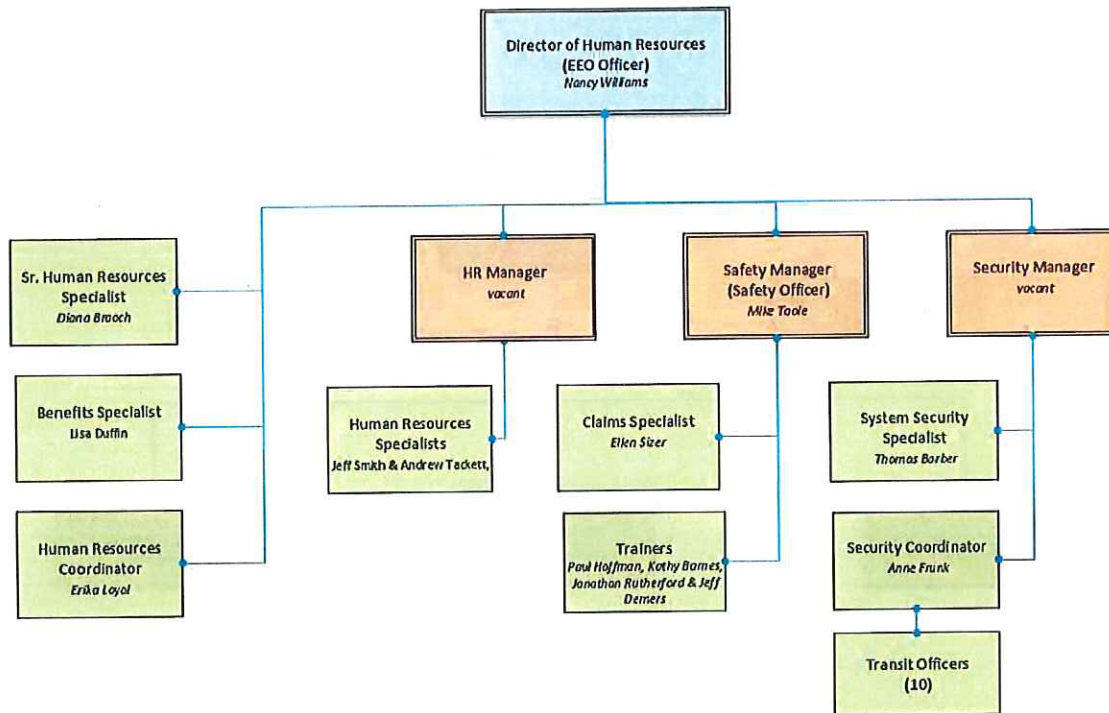 Director of Human Resources
(EEO Officer)
Nancy Williams
Sr. Human Resources
Specialist
Diana Brooch
HR Manager
vacant
Safety Manager
(Safety Officer)
Mike Toole
Security Manager
vacant
Benefits Specialist
Lisa Duffin
Human Resources
Specialists
Jeff Smith & Andrew Tackett,
Claims Specialist
Ellen Sizer
System Security
Specialist
Thomas Barber
Human Resources
Coordinator
Erika Loyal
Trainers
Paul Hoffman, Kathy Barnes,
Jonathan Rutherford & Jeff
Demers
Security Coordinator
Anne Frunk
Transit Officers
(10)